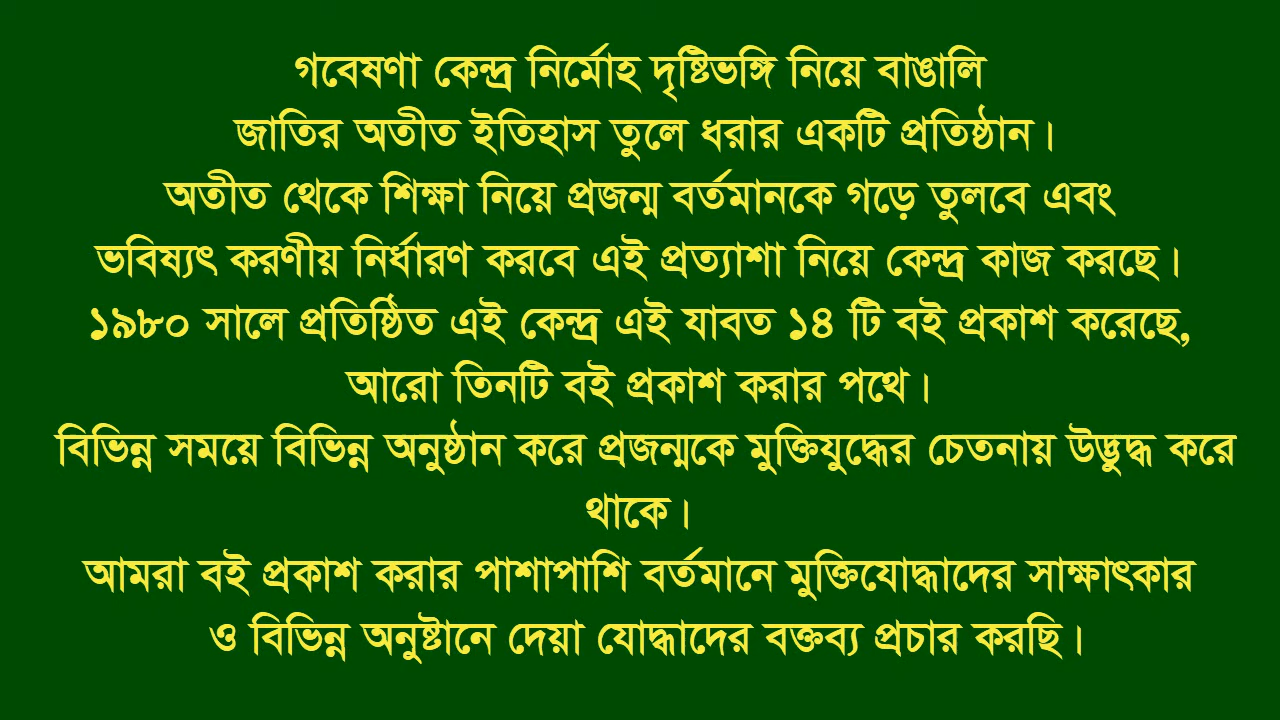 গবেষণা কেন্দ্র নির্মোহ দৃষ্টিভঙ্গি নিয়ে বাঙালি
জাতির অতীত ইতিহাস তুলে ধরার একটি প্রতিষ্ঠান।
অতীত থেকে শিক্ষা নিয়ে প্রজন্ম বর্তমানকে গড়ে তুলবে এবং
ভবিষ্যৎ করণীয় নির্ধারণ করবে এই প্রত্যাশা নিয়ে কেন্দ্র কাজ করছে।
১৯৮০ সালে প্রতিষ্ঠিত এই কেন্দ্র এই যাবত ১৪ টি বই প্রকাশ করেছে,
আরো তিনটি বই প্রকাশ করার পথে।
বিভিন্ন সময়ে বিভিন্ন অনুষ্ঠান করে প্রজন্মকে মুক্তিযুদ্ধের চেতনায় উদ্ভুদ্ধ করে
থাকে।
আমরা বই প্রকাশ করার পাশাপাশি বর্তমানে মুক্তিযোদ্ধাদের সাক্ষাৎকার
ও বিভিন্ন অনুষ্টানে দেয়া যোদ্ধাদের বক্তব্য প্রচার করছি।